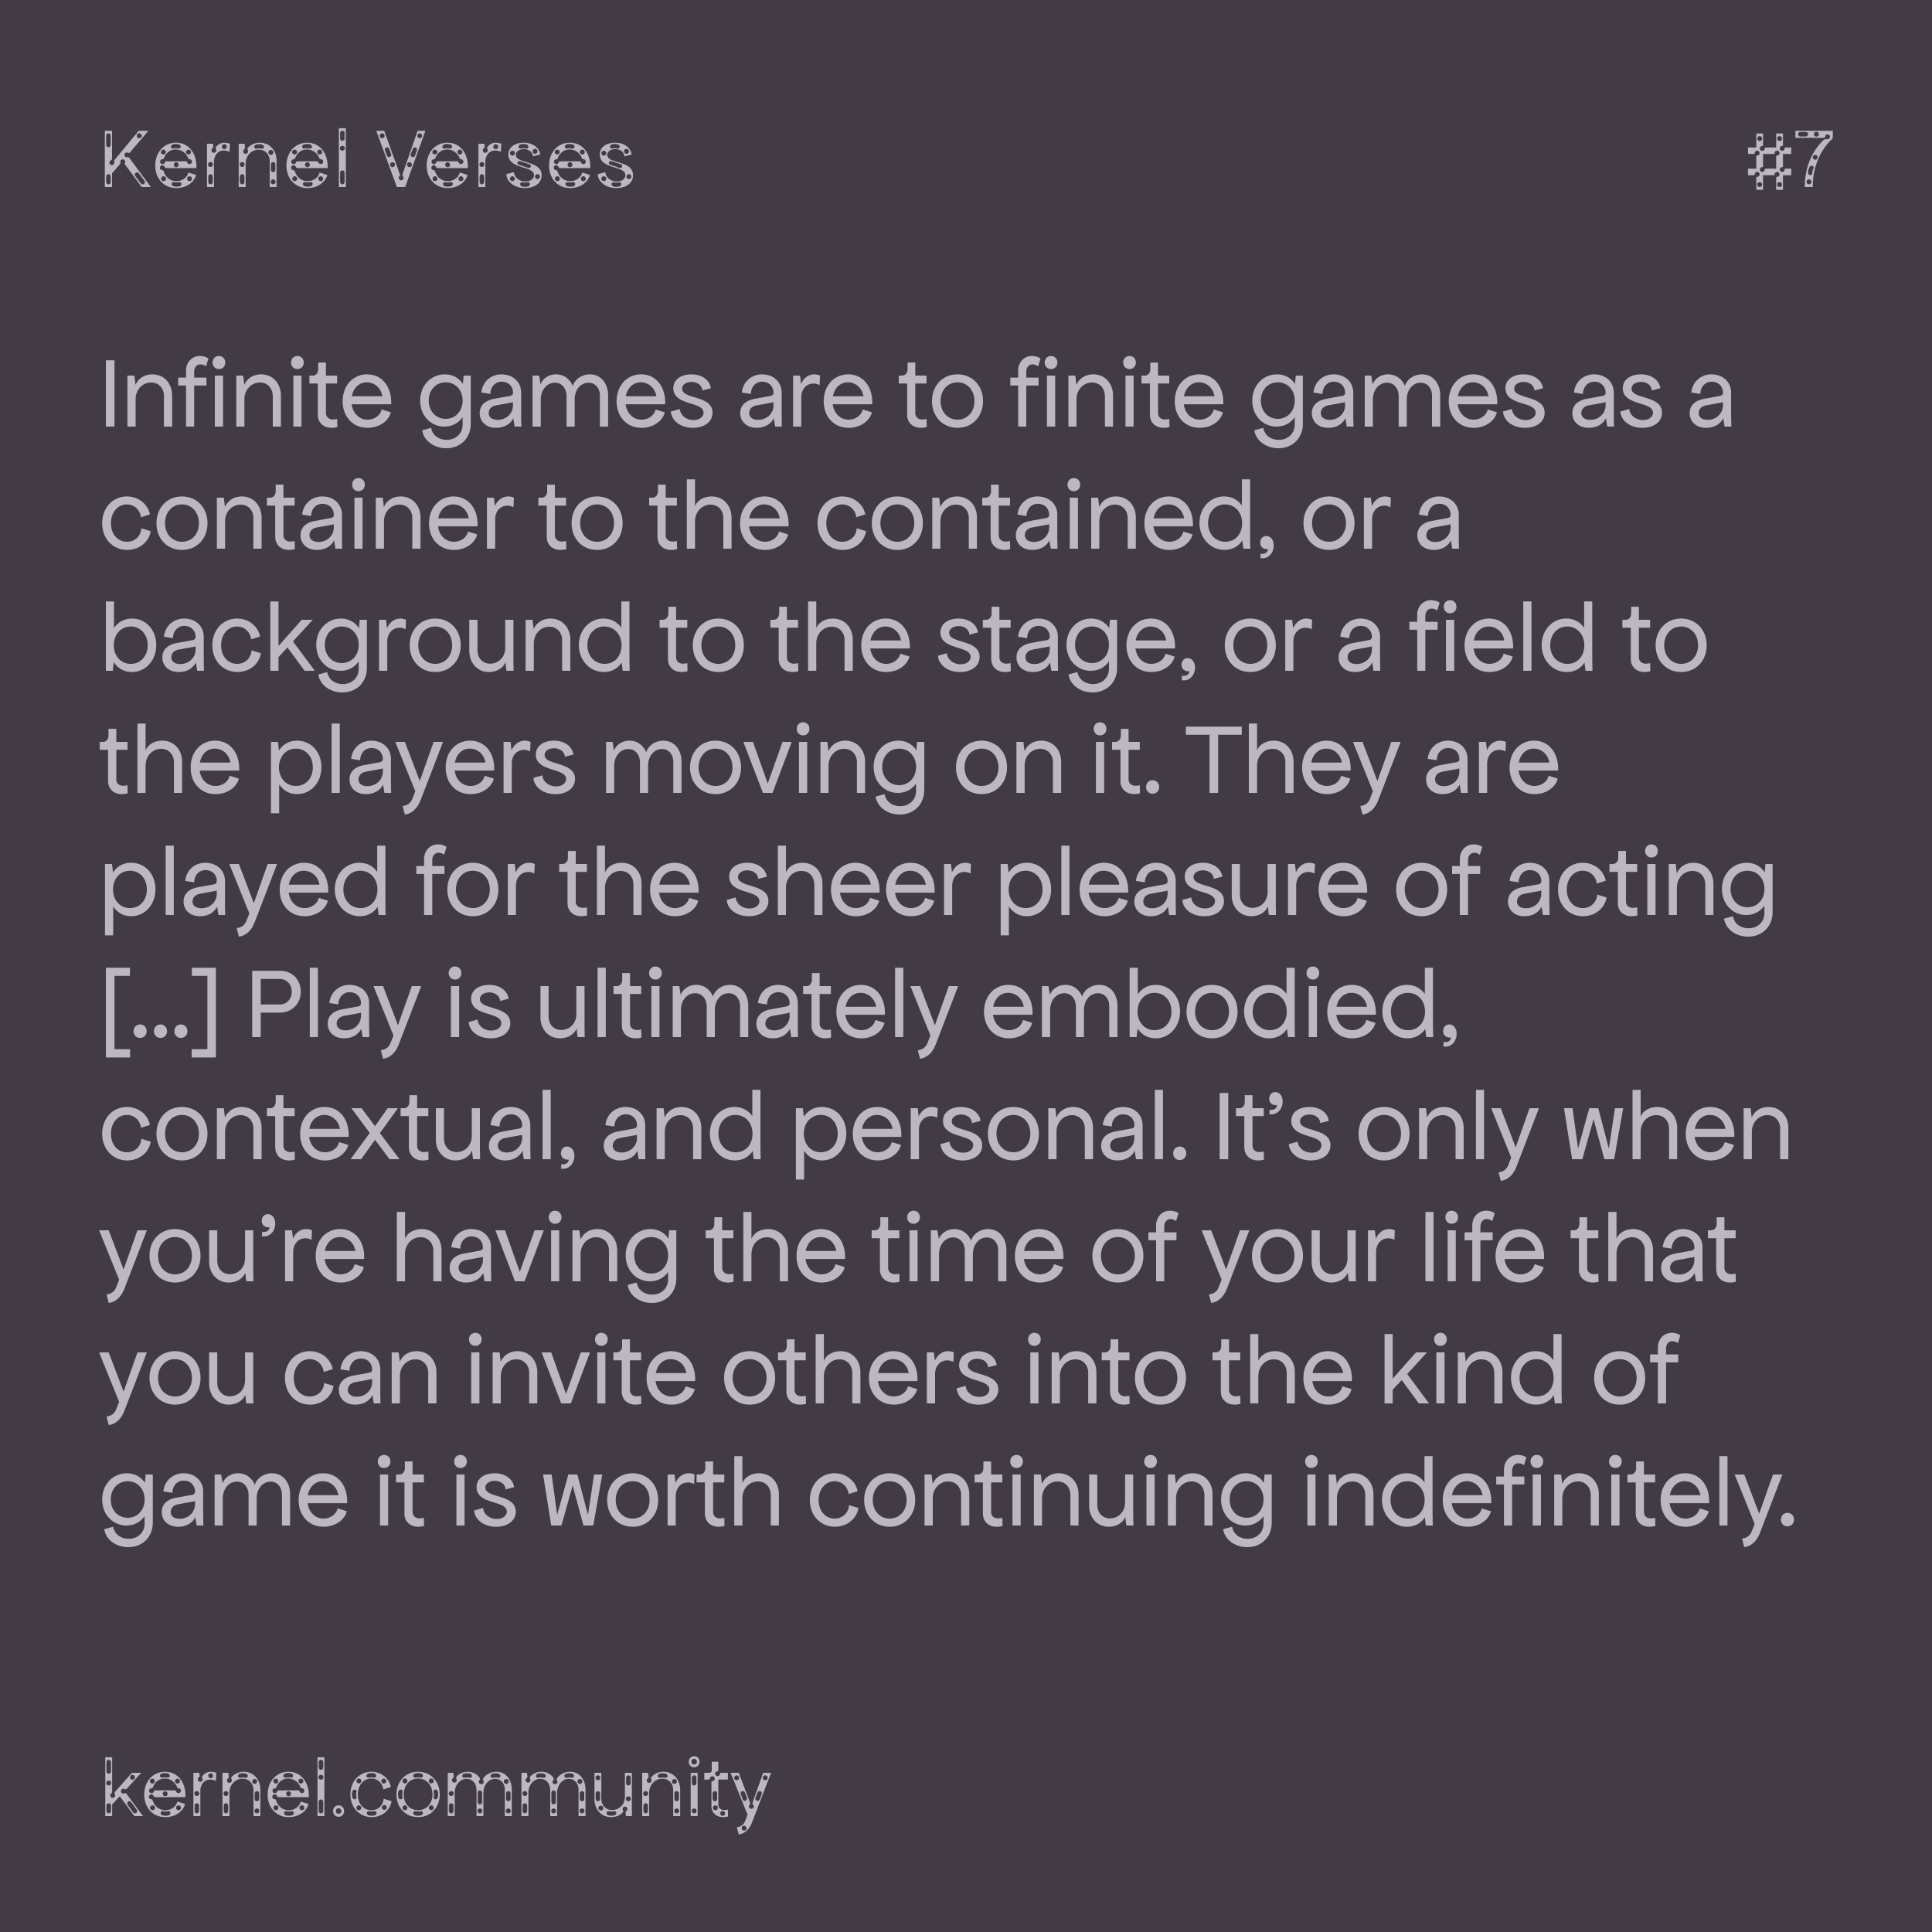 Kernel Verses #7
Infinite games are to finite games as a
container to the contained, or a
background to the stage, or a field to
the players moving on it. They are
played for the sheer pleasure of acting
[...] Play is ultimately embodied,
contextual, and personal. It’s only when
you’re having the time of your life that
you can invite others into the kind of
game it is worth continuing indefinitely.
kernel.community